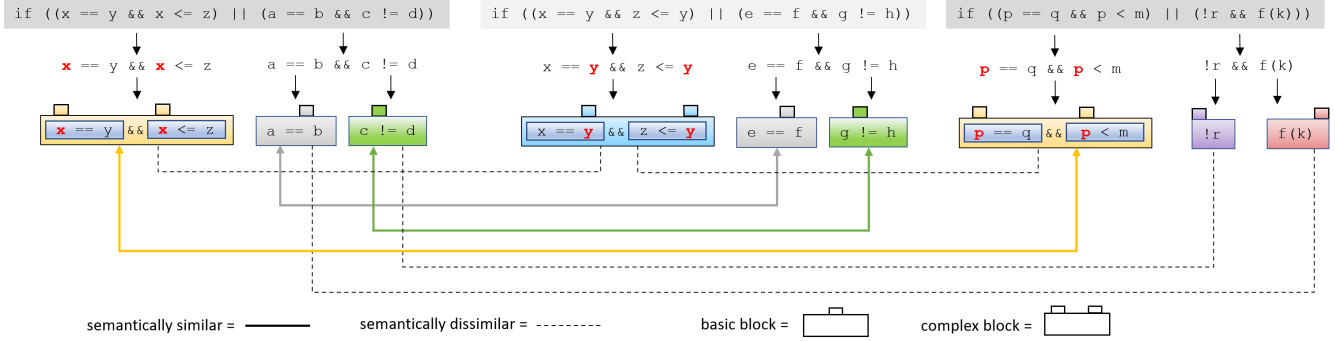 if ((x == y && x <= z) || (a == b && c != d))
if ((x == y && z <= y) || (e == f && g != h))
if ((p == q && p < m) || (!r && f(k)))
x == y && x <= z
a == b && c != d
x == y && z <= y
e == f && g != h
p == q && p < m
!r && f(k)
x == y && x <= z
a == b
c != d
x == y && z <= y
e == f
g != h
p == q && p < m
!r
f(k)
semantically similar =
semantically dissimilar =
basic block =
complex block =